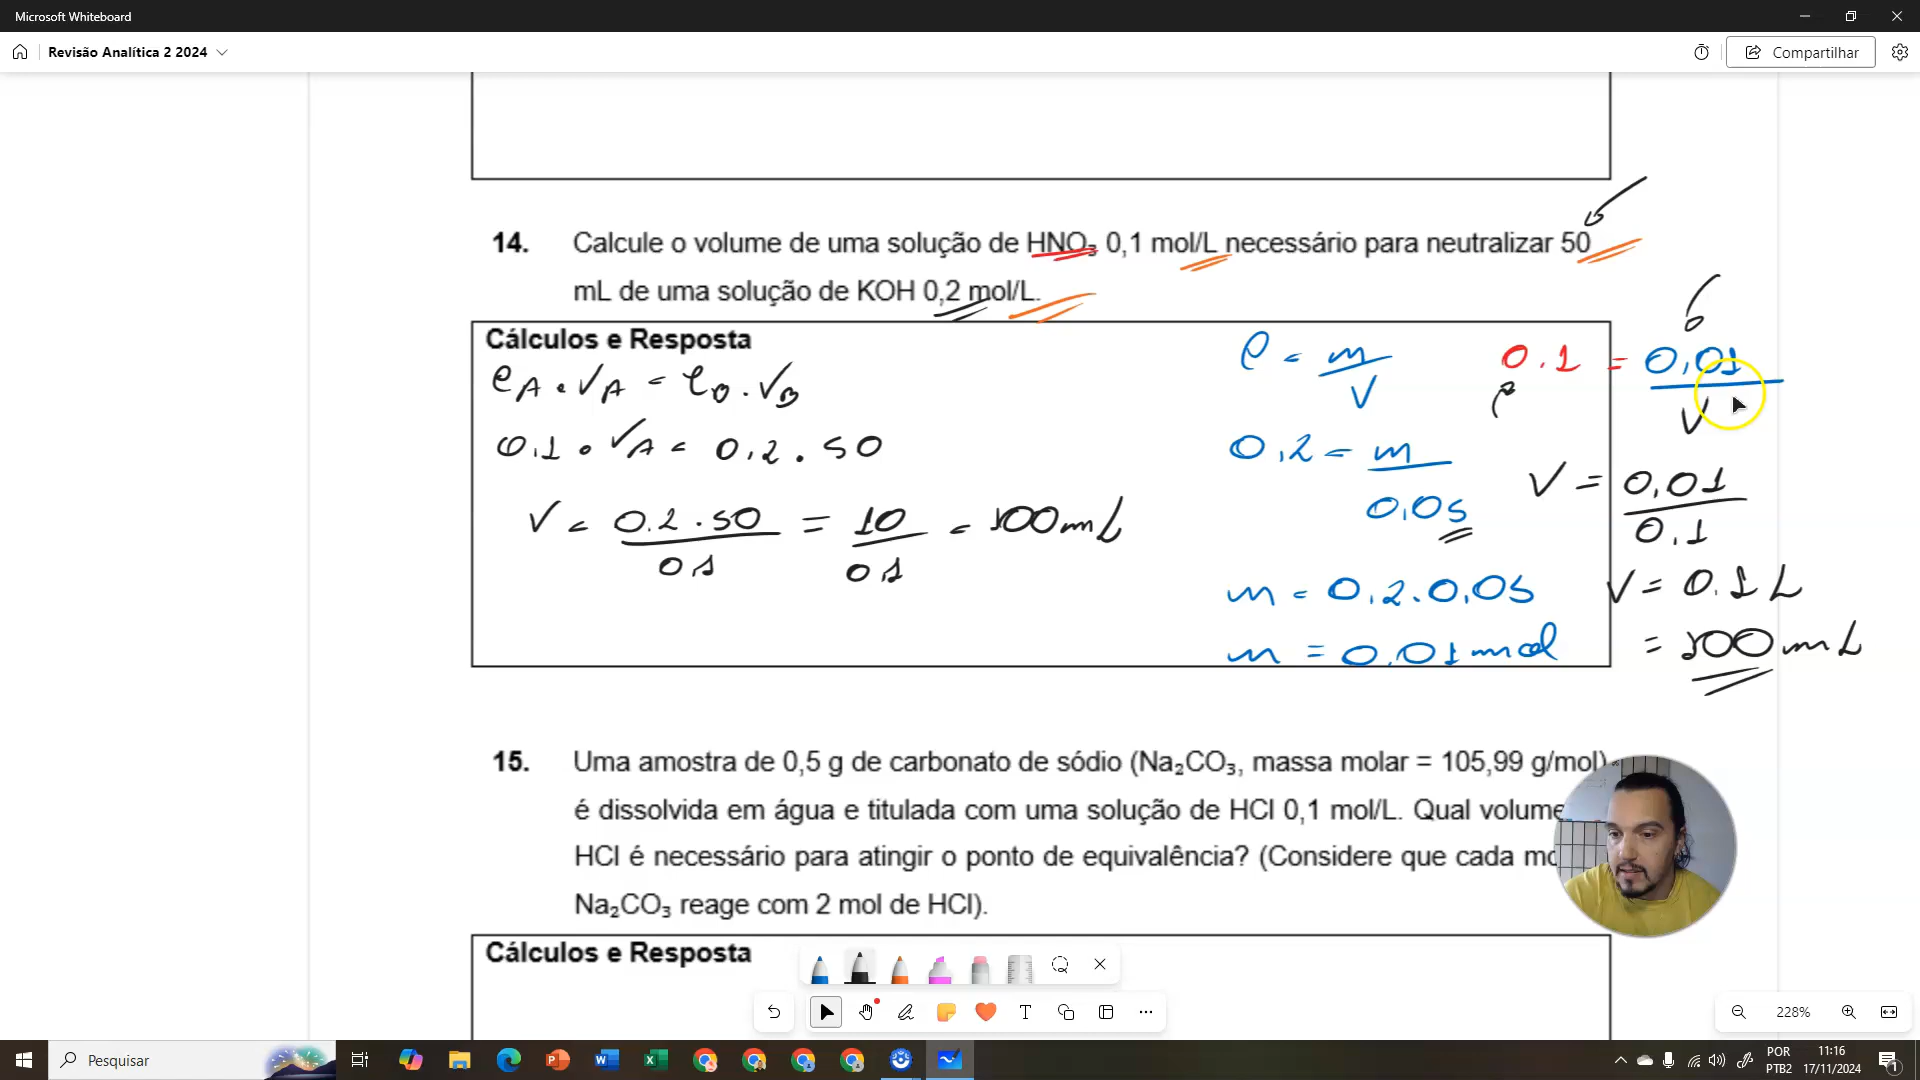 Microsoft Whiteboard
Revisão Analítica 2 2024
Compartilhar
14. Calcule o volume de uma solução de HNO₃ 0,1 mol/L necessário para neutralizar 50
mL de uma solução de KOH 0,2 mol/L.
Cálculos e Resposta
CA . VA = CB . VB
0,1 . VA = 0,2 . 50
V = 0,2 . 50 / 0,1 = 10 / 0,1 = 100 mL
C = m / V
0,2 = m / 0,05
m = 0,2 . 0,05
m = 0,01 mol
0.1 = 0,01 / V
V = 0,01 / 0,1
V = 0.1 L
= 100 mL
15. Uma amostra de 0,5 g de carbonato de sódio (Na₂CO₃, massa molar = 105,99 g/mol)
é dissolvida em água e titulada com uma solução de HCl 0,1 mol/L. Qual volume
HCl é necessário para atingir o ponto de equivalência? (Considere que cada
Na₂CO₃ reage com 2 mol de HCl).
Cálculos e Resposta
228%
Pesquisar
POR
PTB2
11:16
17/11/2024